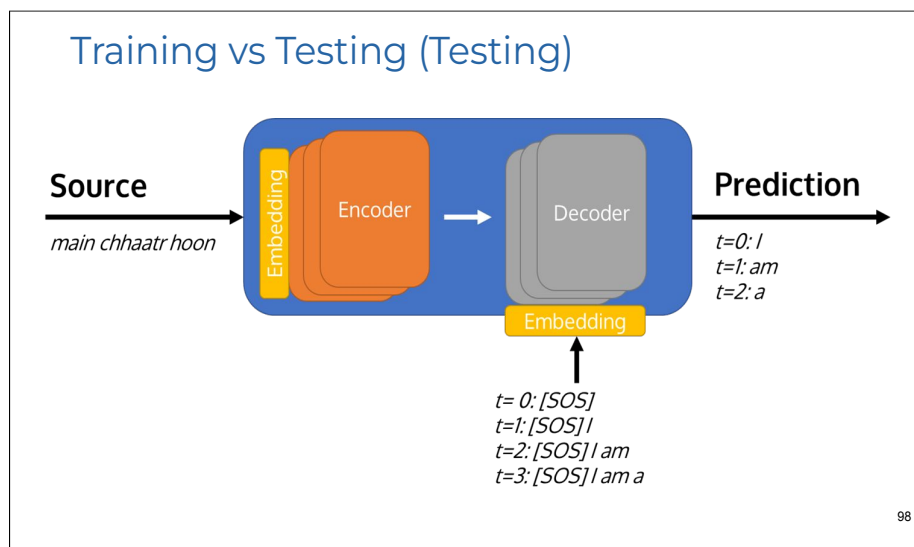 Training vs Testing (Testing)
Source
main chhaatr hoon
Embedding
Encoder
Decoder
Embedding
Prediction
t=0: I
t=1: am
t=2: a
t= 0: [SOS]
t=1: [SOS] I
t=2: [SOS] I am
t=3: [SOS] I am a
98